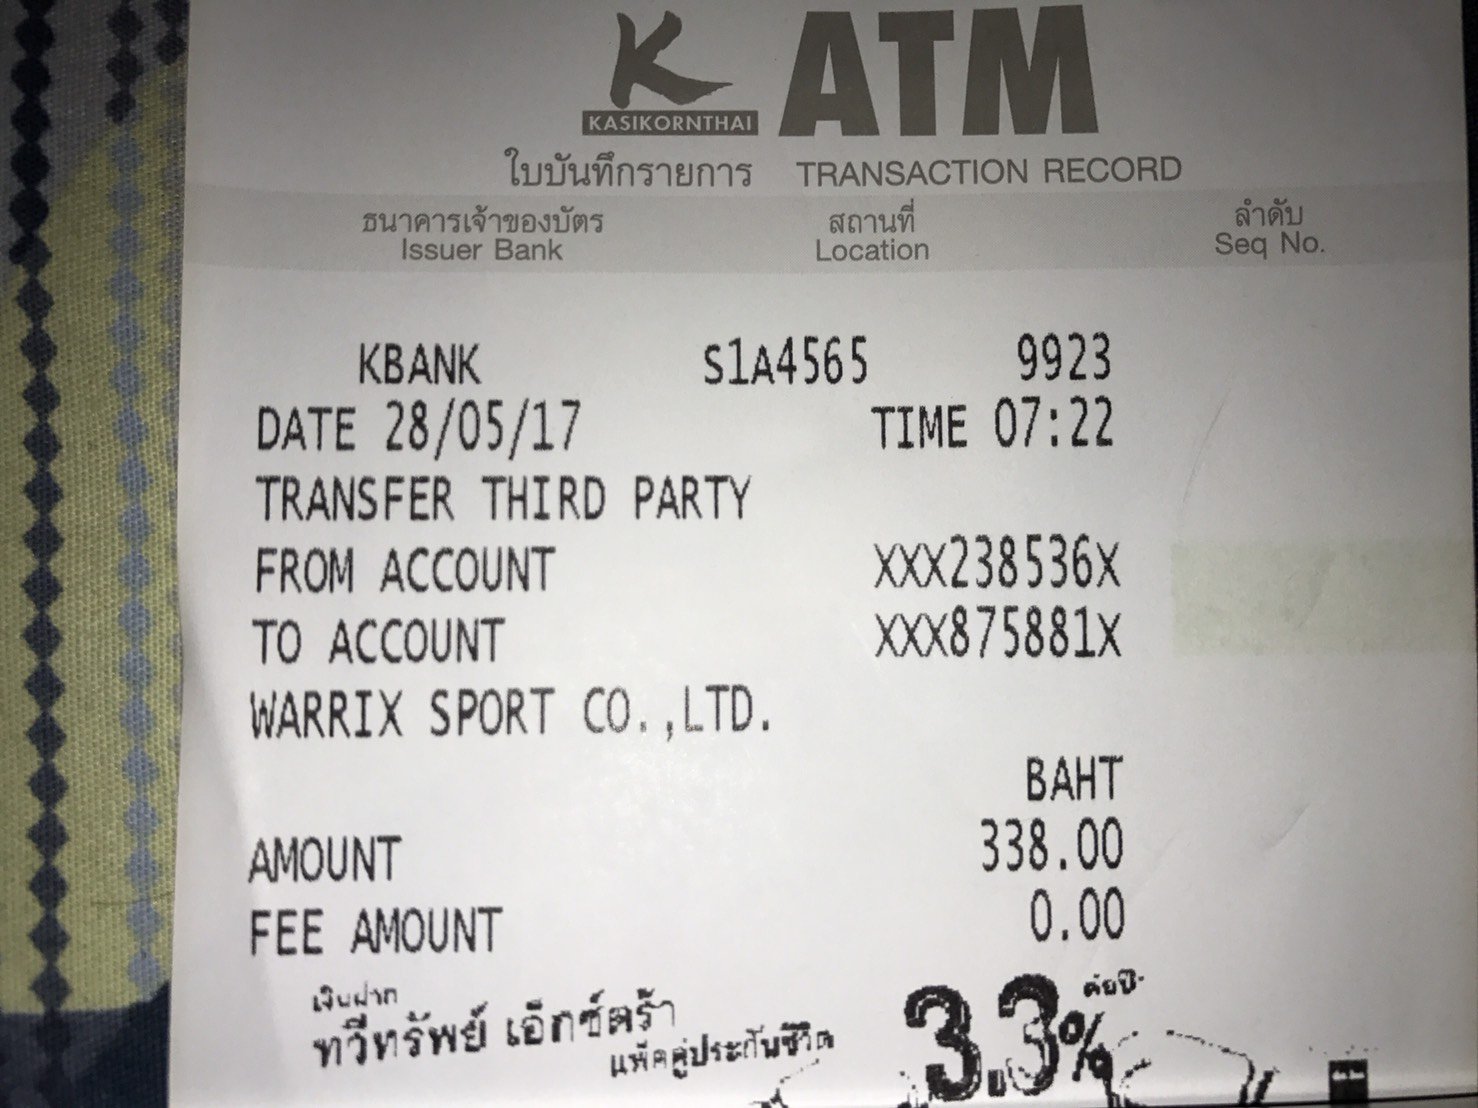 K ATM
KASIKORNTHAI
ใบบันทึกรายการ TRANSACTION RECORD
ธนาคารเจ้าของบัตร สถานที่ ลำดับ
Issuer Bank Location Seq No.
KBANK S1A4565 9923
DATE 28/05/17 TIME 07:22
TRANSFER THIRD PARTY
FROM ACCOUNT XXX238536X
TO ACCOUNT XXX875881X
WARRIX SPORT CO.,LTD.
BAHT
AMOUNT 338.00
FEE AMOUNT 0.00
เงินฝาก
ทวีทรัพย์ เอ็กซ์ตร้า
แพ็คคู่ประกันชีวิต 3.3% ต่อปี